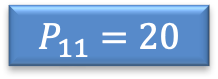 P₁₁ = 20